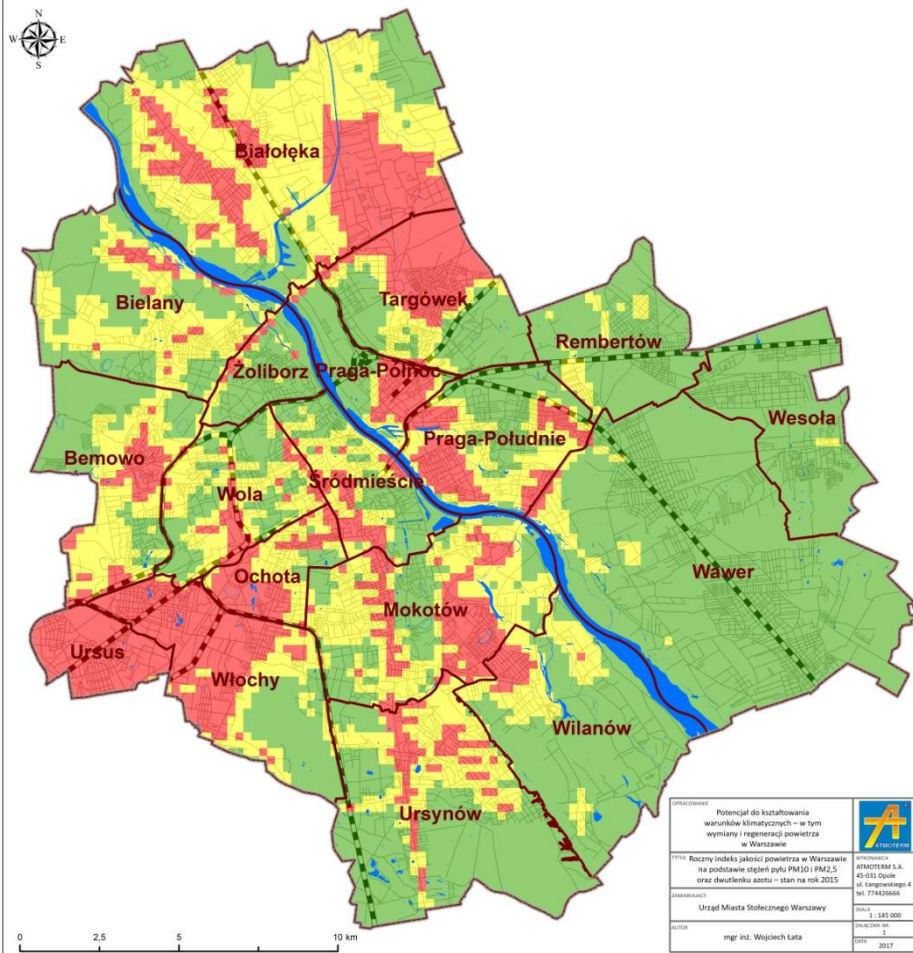 N
W
E
S
Białołęka
Bielany
Targówek
Rembertów
Żoliborz
Praga-Północ
Wesoła
Praga-Południe
Bemowo
Śródmieście
Wola
Wawer
Ochota
Mokotów
Ursus
Włochy
Wilanów
Ursynów
0
2,5
5
10 km
OPRACOWANIE
Potencjał do kształtowania
warunków klimatycznych – w tym
wymiany i regeneracji powietrza
w Warszawie
ATMOTERM
TYTUŁ
Roczny indeks jakości powietrza w Warszawie
na podstawie stężeń pyłu PM10 i PM2,5
oraz dwutlenku azotu – stan na rok 2015
WYKONAWCA
ATMOTERM S.A.
45-031 Opole
ul. Łangowskiego 4
tel. 774426666
ZAMAWIAJĄCY
Urząd Miasta Stołecznego Warszawy
SKALA
1 : 145 000
AUTOR
mgr inż. Wojciech Łata
ZAŁĄCZNIK NR
1
DATA
2017